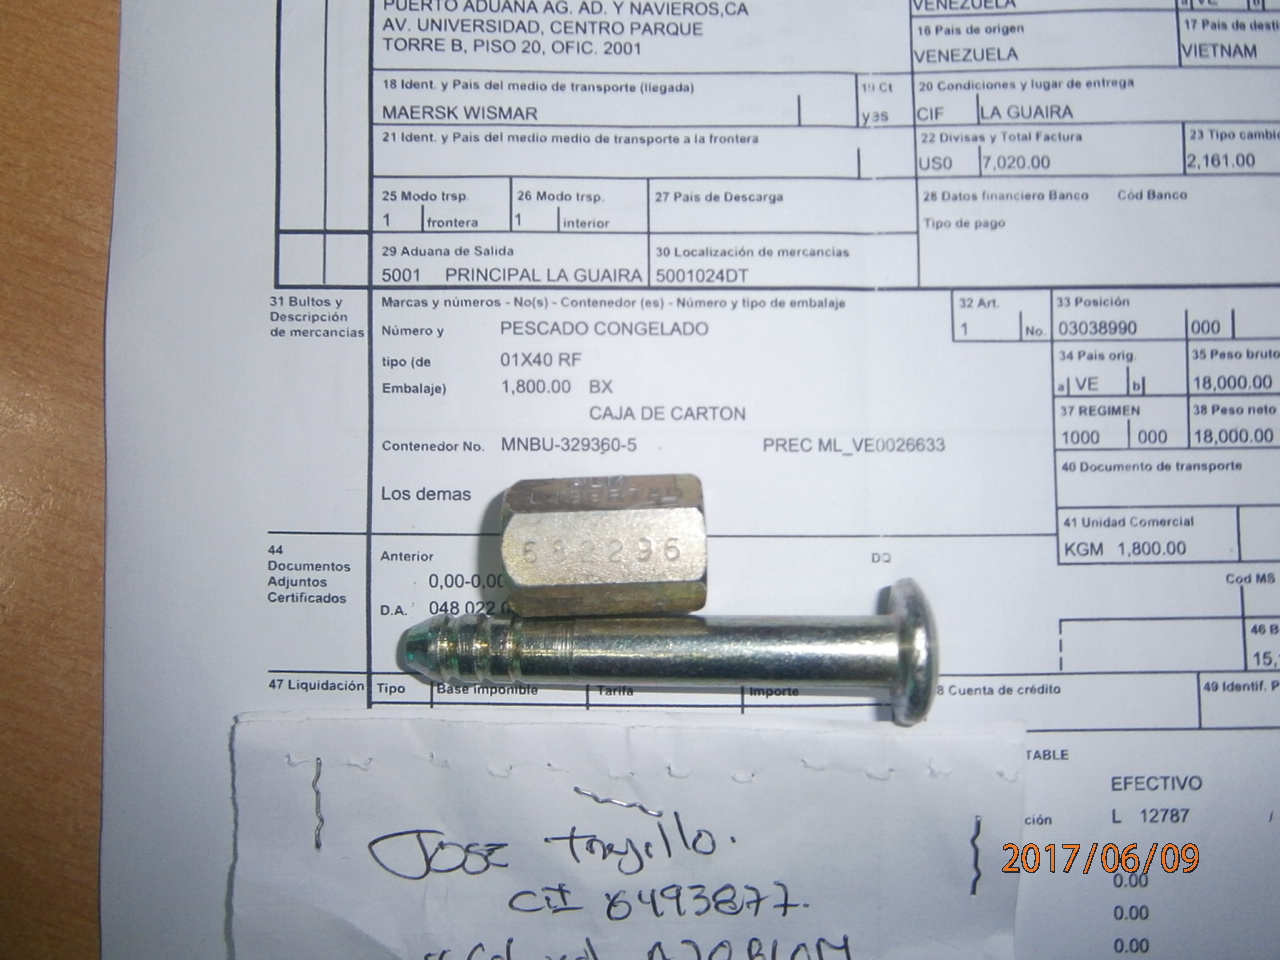 PUERTO ADUANA AG. AD. Y NAVIEROS,CA
AV. UNIVERSIDAD, CENTRO PARQUE
TORRE B, PISO 20, OFIC. 2001
VENEZUELA
16 Pais de origen
VENEZUELA
17 Pais de desti
VIETNAM
18 Ident. y Pais del medio de transporte (llegada)
MAERSK WISMAR
19 Ct
yes
20 Condiciones y lugar de entrega
CIF LA GUAIRA
21 Ident. y Pais del medio medio de transporte a la frontera
22 Divisas y Total Factura
US0 7,020.00
23 Tipo cambi
2,161.00
25 Modo trsp.
1 frontera
26 Modo trsp.
1 interior
27 Pais de Descarga
28 Datos financiero Banco Cód Banco
Tipo de pago
29 Aduana de Salida
5001 PRINCIPAL LA GUAIRA
30 Localización de mercancias
5001024DT
31 Bultos y
Descripción
de mercancias
Marcas y números - No(s) - Contenedor (es) - Número y tipo de embalaje
Número y PESCADO CONGELADO
tipo (de 01X40 RF
Embalaje) 1,800.00 BX
CAJA DE CARTON
Contenedor No. MNBU-329360-5 PREC ML_VE0026633
Los demas
32 Art.
1 No.
33 Posición
03038990 000
34 Pais orig.
a VE b
35 Peso bruto
18,000.00
37 REGIMEN
1000 000
38 Peso neto
18,000.00
40 Documento de transporte
41 Unidad Comercial
KGM 1,800.00
682296
44
Documentos
Adjuntos
Certificados
Anterior
0,00-0,00
D.A. 048 022
DQ
Cod MS
46 B
15,
47 Liquidación
Tipo Base imponible Tarifa Importe
8 Cuenta de crédito
49 Identif. P
TABLE
EFECTIVO
ción L 12787 /
0.00
0.00
0.00
Jose Trujillo.
CI 6493877.
2017/06/09